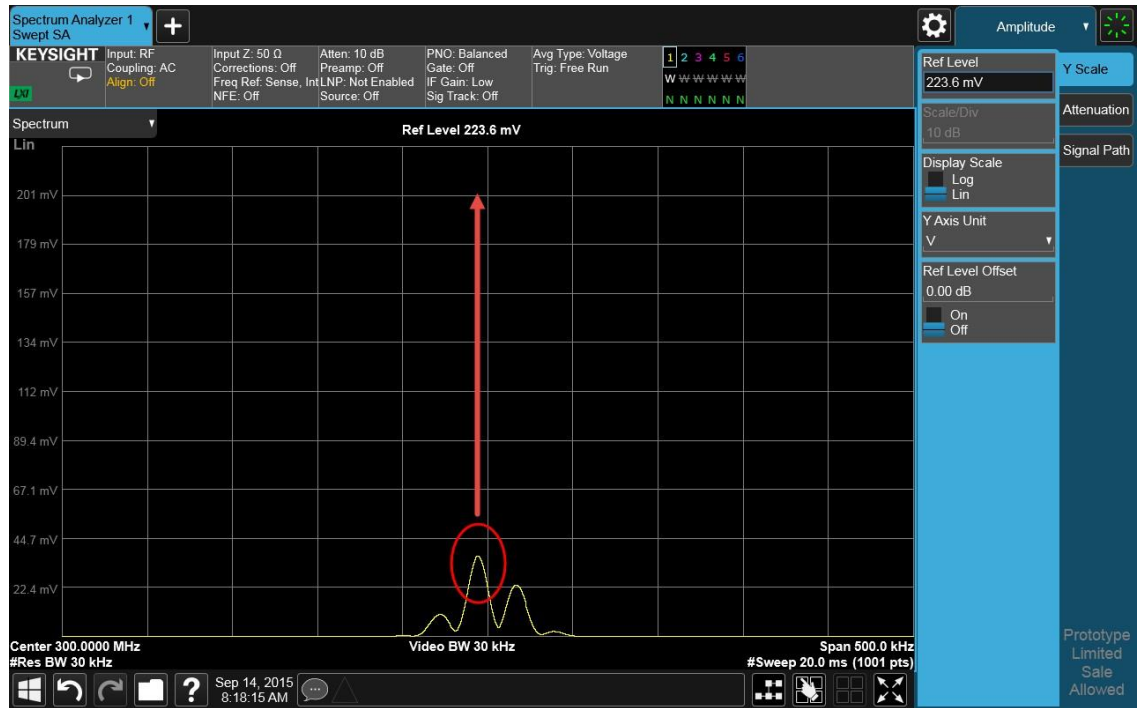 Spectrum Analyzer 1
Swept SA
Amplitude
KEYSIGHT
Input: RF
Coupling: AC
Align: Off
Input Z: 50 Ω
Corrections: Off
Freq Ref: Sense, Int
NFE: Off
Atten: 10 dB
Preamp: Off
LNP: Not Enabled
Source: Off
PNO: Balanced
Gate: Off
IF Gain: Low
Sig Track: Off
Avg Type: Voltage
Trig: Free Run
1 2 3 4 5 6
W W W W W W
N N N N N N
LXI
Spectrum
Ref Level 223.6 mV
Lin
201 mV
179 mV
157 mV
134 mV
112 mV
89.4 mV
67.1 mV
44.7 mV
22.4 mV
Center 300.0000 MHz
Video BW 30 kHz
Span 500.0 kHz
#Res BW 30 kHz
#Sweep 20.0 ms (1001 pts)
?
Sep 14, 2015
8:18:15 AM
Ref Level
223.6 mV
Scale/Div
10 dB
Display Scale
Log
Lin
Y Axis Unit
V
Ref Level Offset
0.00 dB
On
Off
Y Scale
Attenuation
Signal Path
Prototype
Limited
Sale
Allowed